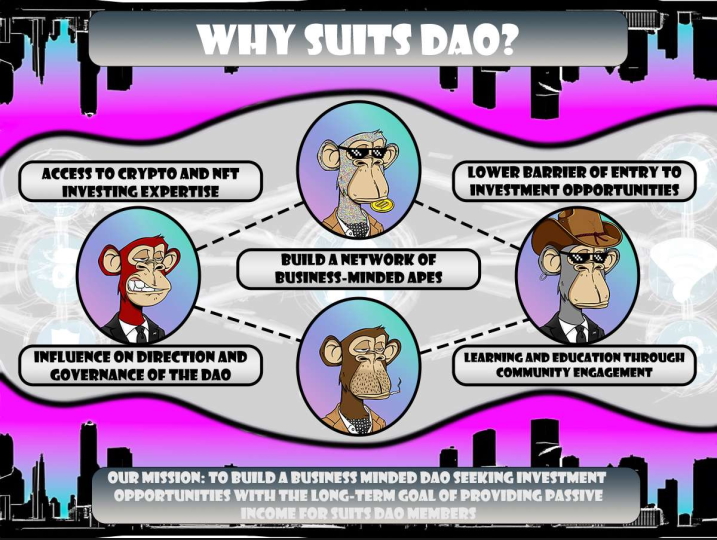 WHY SUITS DAO?
ACCESS TO CRYPTO AND NFT
INVESTING EXPERTISE
LOWER BARRIER OF ENTRY TO
INVESTMENT OPPORTUNITIES
BUILD A NETWORK OF
BUSINESS-MINDED APES
INFLUENCE ON DIRECTION AND
GOVERNANCE OF THE DAO
LEARNING AND EDUCATION THROUGH
COMMUNITY ENGAGEMENT
OUR MISSION: TO BUILD A BUSINESS MINDED DAO SEEKING INVESTMENT
OPPORTUNITIES WITH THE LONG-TERM GOAL OF PROVIDING PASSIVE
INCOME FOR SUITS DAO MEMBERS